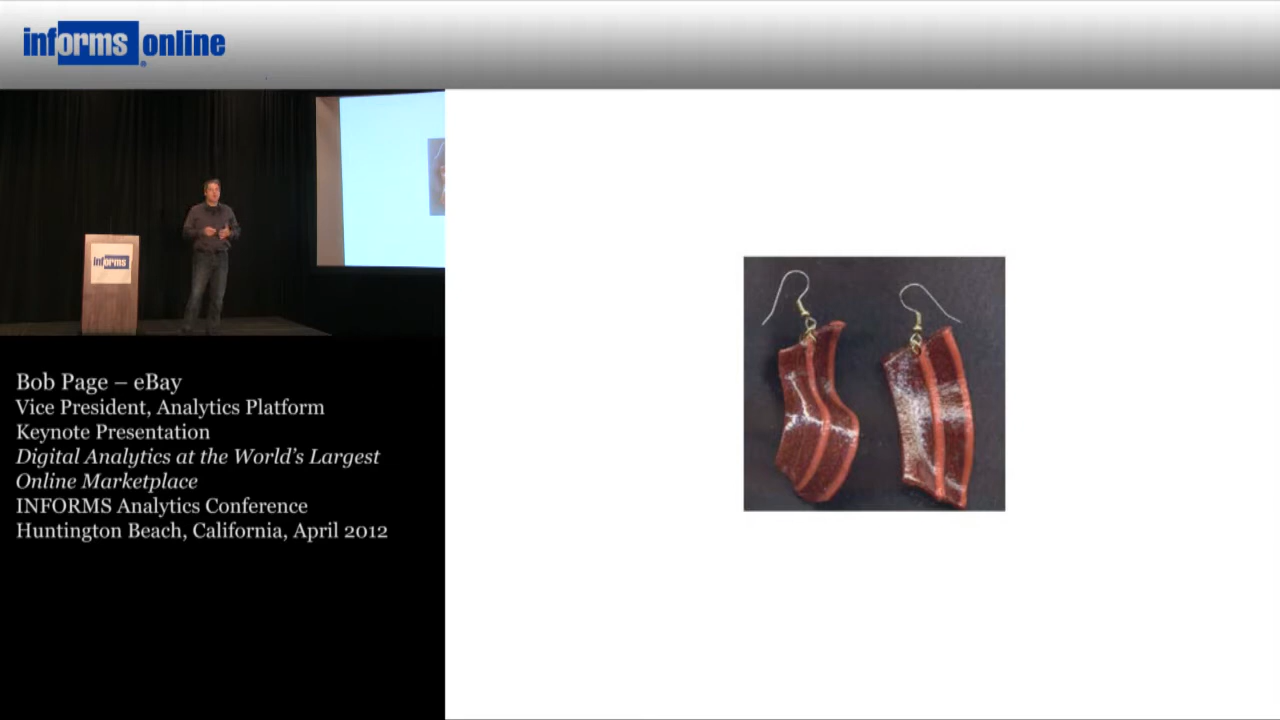 informs online
informs
Bob Page – eBay
Vice President, Analytics Platform
Keynote Presentation
Digital Analytics at the World's Largest
Online Marketplace
INFORMS Analytics Conference
Huntington Beach, California, April 2012